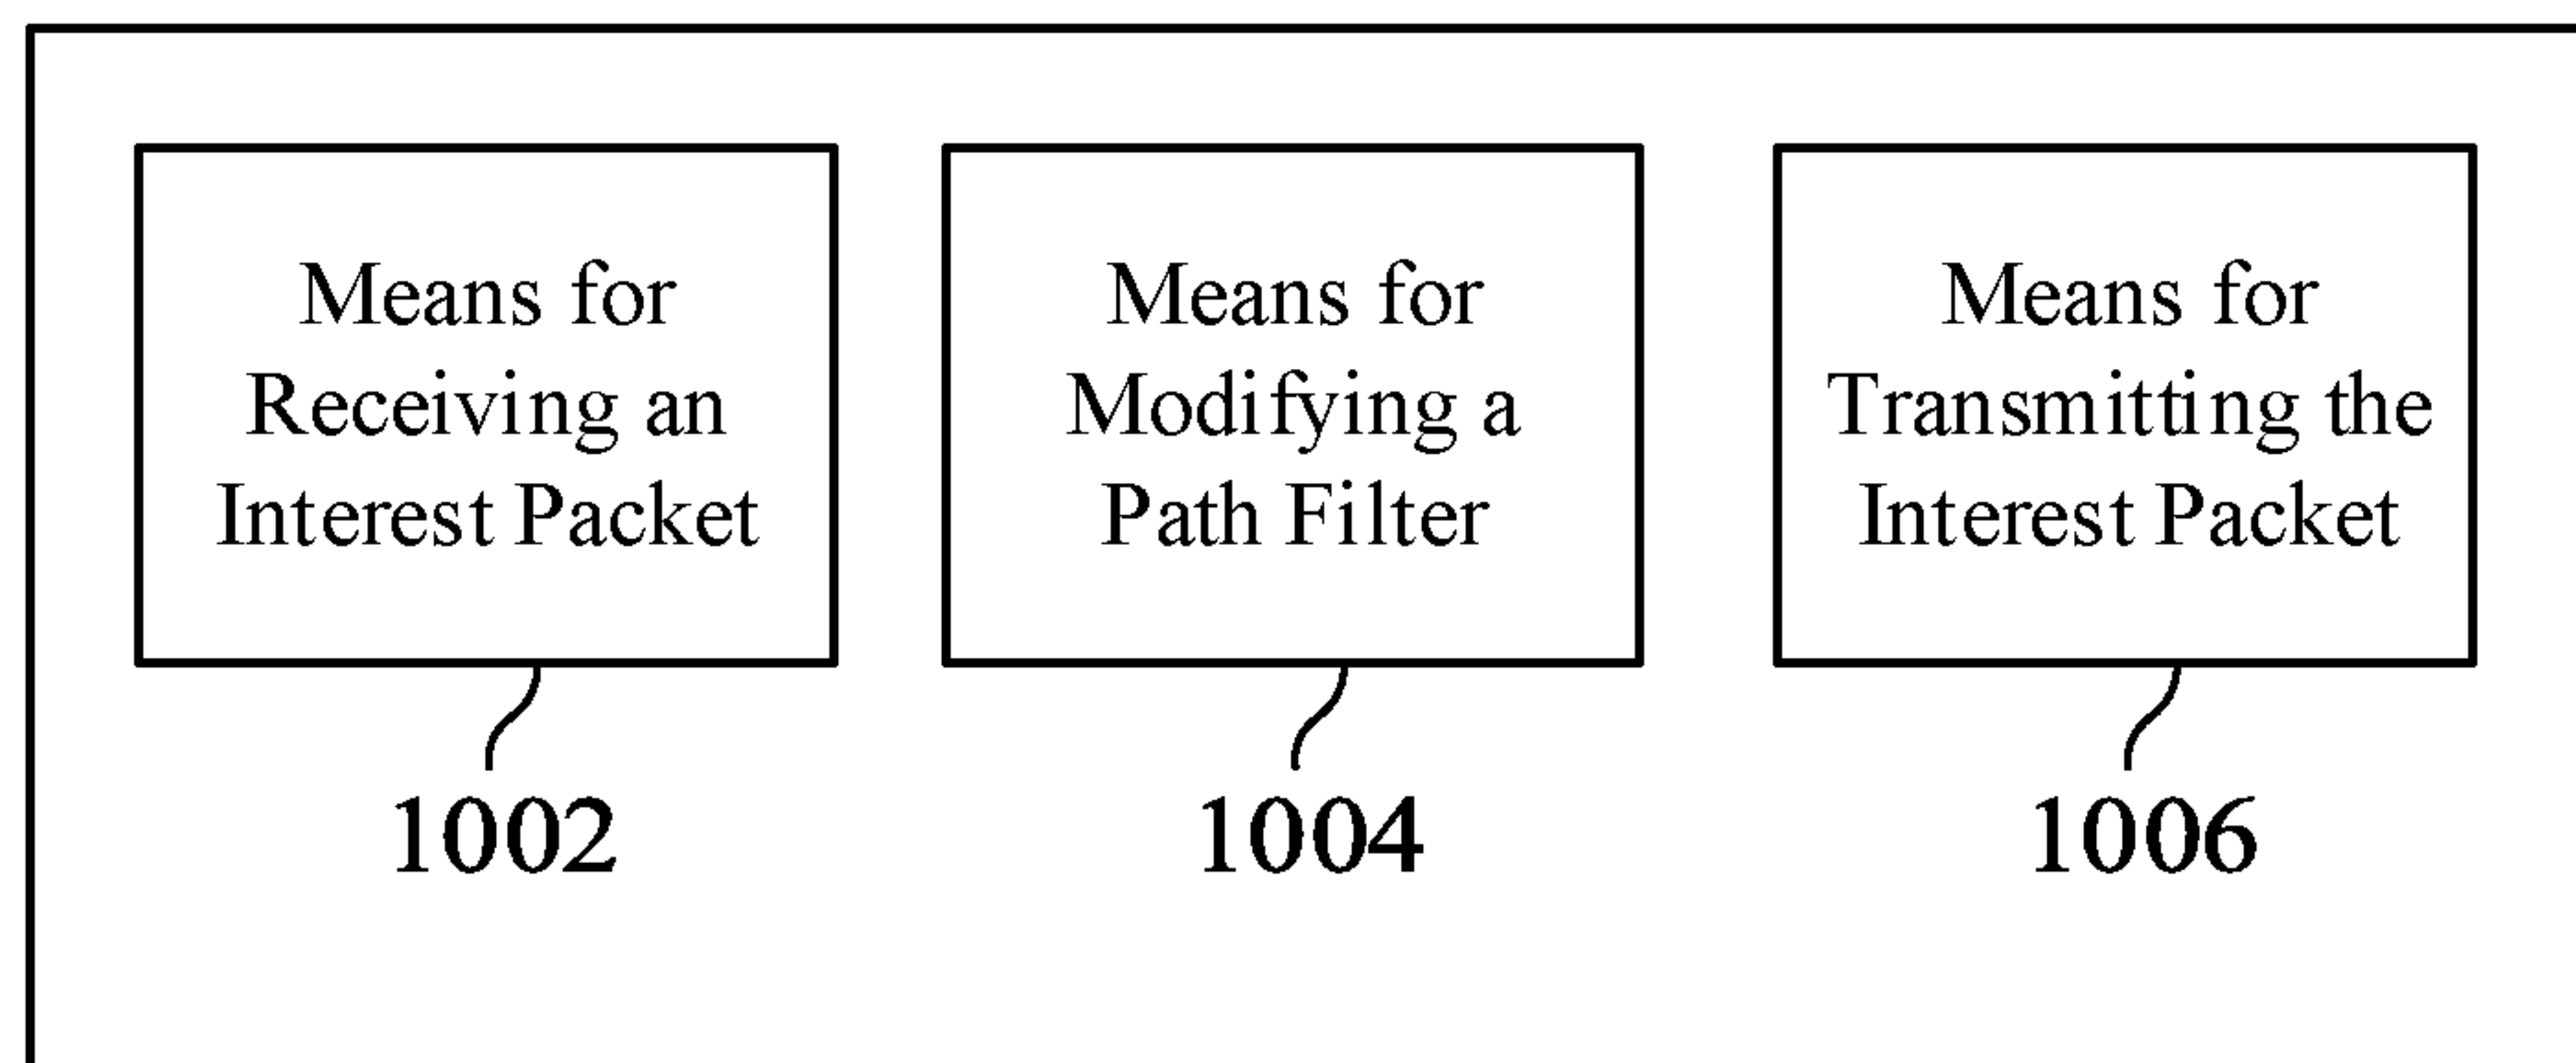 Means for
Receiving an
Interest Packet
1002
Means for
Modifying a
Path Filter
1004
Means for
Transmitting the
Interest Packet
1006